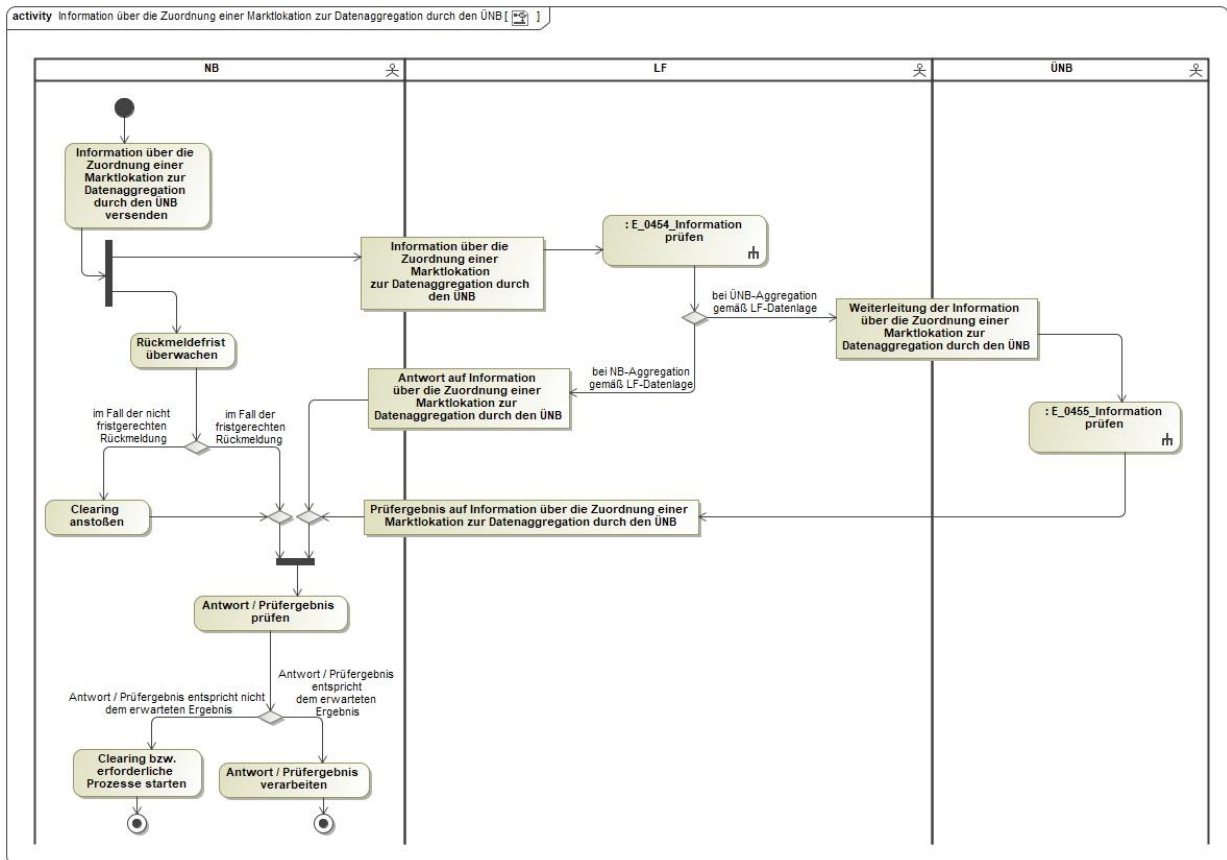 activity Information über die Zuordnung einer Marktlokation zur Datenaggregation durch den ÜNB [ ]
NB
LF
ÜNB
Information über die
Zuordnung einer
Marktlokation zur
Datenaggregation
durch den ÜNB
versenden
Information über die
Zuordnung einer
Marktlokation
zur Datenaggregation durch
den ÜNB
: E_0454_Information
prüfen
bei ÜNB-Aggregation
gemäß LF-Datenlage
Weiterleitung der Information
über die Zuordnung einer
Marktlokation zur
Datenaggregation durch den ÜNB
Rückmeldefrist
überwachen
bei NB-Aggregation
gemäß LF-Datenlage
Antwort auf Information
über die Zuordnung einer
Marktlokation zur
Datenaggregation durch den ÜNB
: E_0455_Information
prüfen
im Fall der nicht
fristgerechten
Rückmeldung
im Fall der
fristgerechten
Rückmeldung
Clearing
anstoßen
Prüfergebnis auf Information über die Zuordnung einer
Marktlokation zur Datenaggregation durch den ÜNB
Antwort / Prüfergebnis
prüfen
Antwort / Prüfergebnis entspricht nicht
dem erwarteten Ergebnis
Antwort / Prüfergebnis
entspricht
dem erwarteten
Ergebnis
Clearing bzw.
erforderliche
Prozesse starten
Antwort / Prüfergebnis
verarbeiten